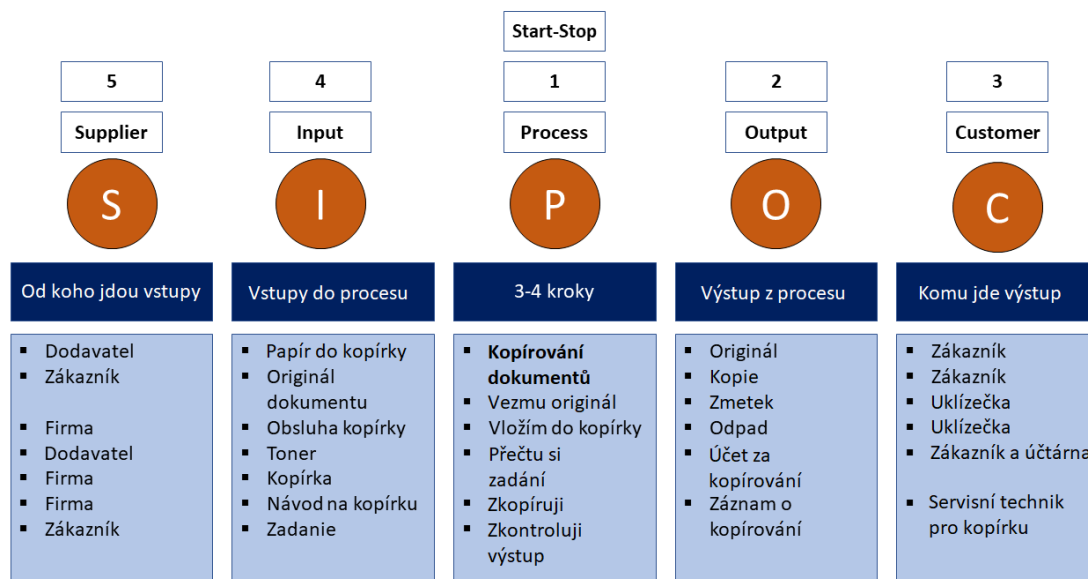 Start-Stop
5
4
1
2
3
Supplier
Input
Process
Output
Customer
S
I
P
O
C
Od koho jdou vstupy
Vstupy do procesu
3-4 kroky
Výstup z procesu
Komu jde výstup
▪ Dodavatel
▪ Zákazník
▪ Firma
▪ Dodavatel
▪ Firma
▪ Firma
▪ Zákazník
▪ Papír do kopírky
▪ Originál
dokumentu
▪ Obsluha kopírky
▪ Toner
▪ Kopírka
▪ Návod na kopírku
▪ Zadanie
▪ Kopírování
dokumentů
▪ Vezmu originál
▪ Vložím do kopírky
▪ Přečtu si
zadání
▪ Zkopíruji
▪ Zkontroluji
výstup
▪ Originál
▪ Kopie
▪ Zmetek
▪ Odpad
▪ Účet za
kopírování
▪ Záznam o
kopírování
▪ Zákazník
▪ Zákazník
▪ Uklízečka
▪ Uklízečka
▪ Zákazník a účtárna
▪ Servisní technik
pro kopírku